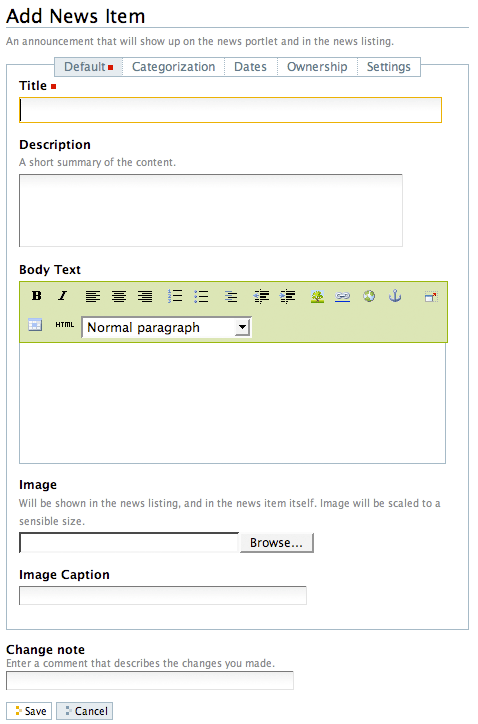 Add News Item
An announcement that will show up on the news portlet and in the news listing.
Default Categorization Dates Ownership Settings
Title
Description
A short summary of the content.
Body Text
B I
HTML Normal paragraph
Image
Will be shown in the news listing, and in the news item itself. Image will be scaled to a
sensible size.
Browse...
Image Caption
Change note
Enter a comment that describes the changes you made.
Save Cancel